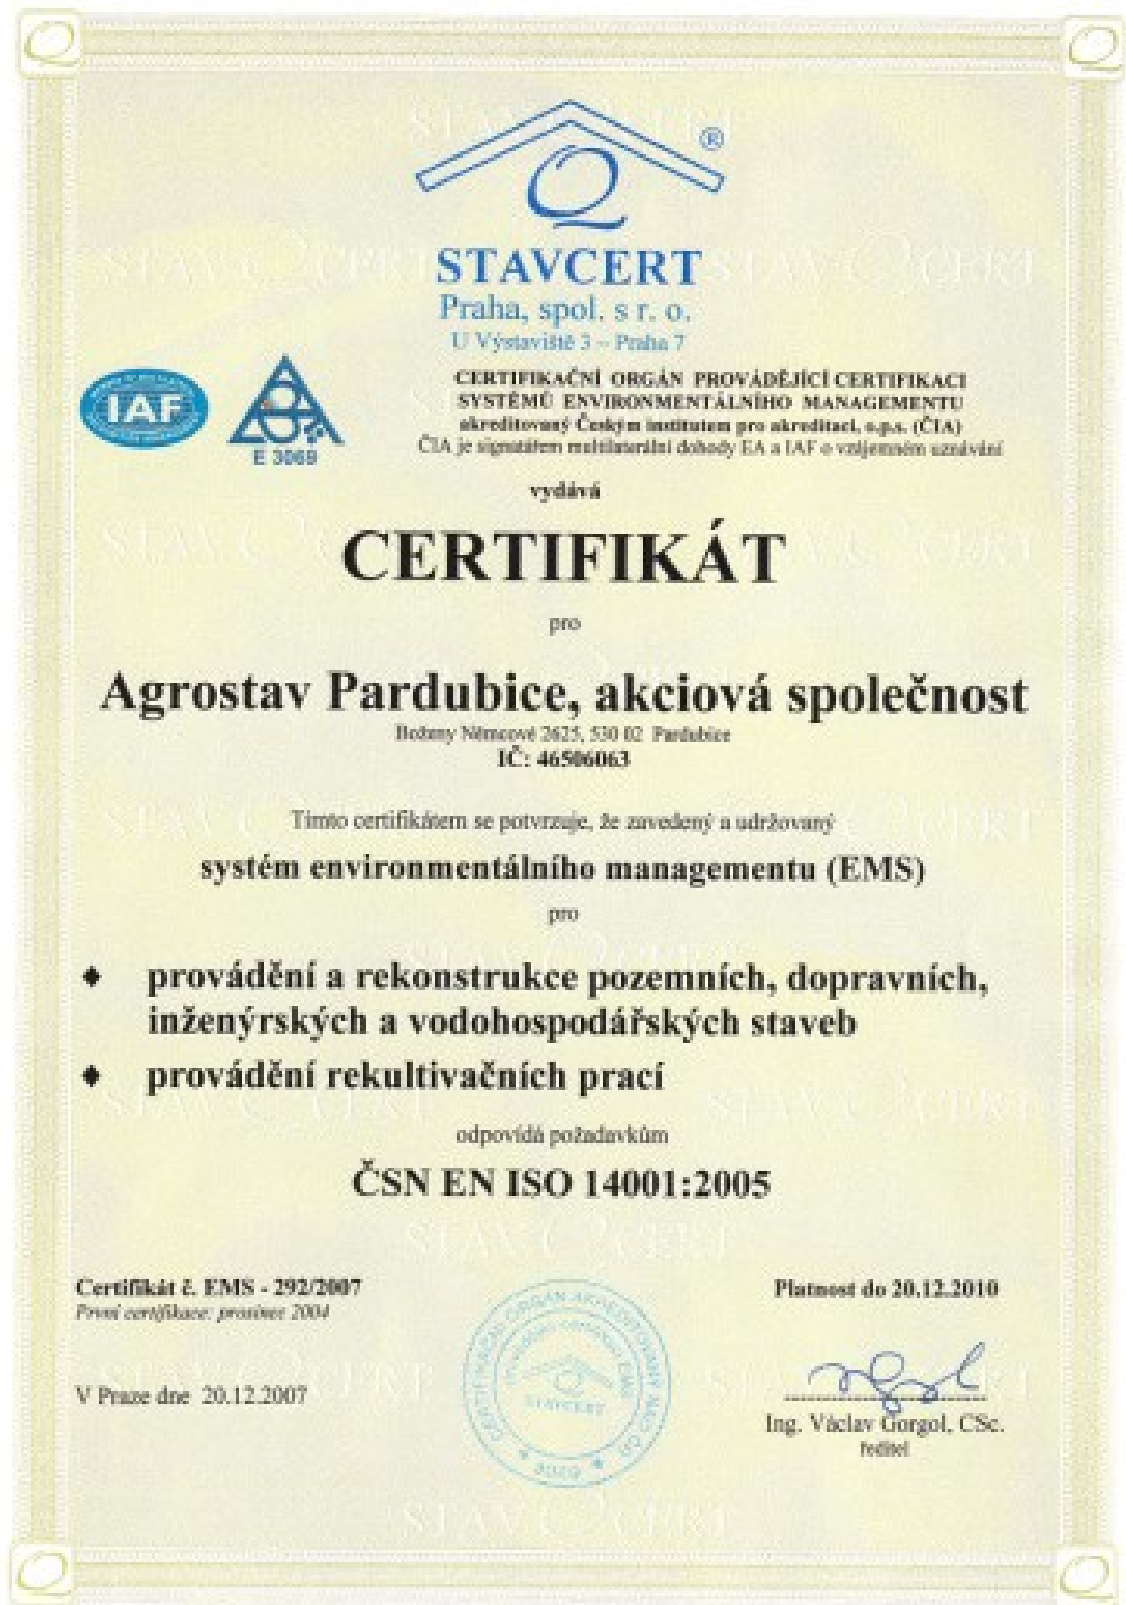 ®
STAVCERT
Praha, spol. s r. o.
U Výstaviště 3 – Praha 7
IAF
E 3069
CERTIFIKAČNÍ ORGÁN PROVÁDĚJÍCÍ CERTIFIKACI
SYSTÉMŮ ENVIRONMENTÁLNÍHO MANAGEMENTU
akreditovaný Českým institutem pro akreditaci, o.p.s. (ČIA)
ČIA je signatářem multilaterální dohody EA a IAF o vzájemném uznávání
vydává
CERTIFIKÁT
pro
Agrostav Pardubice, akciová společnost
Boženy Němcové 2625, 530 02 Pardubice
IČ: 46506063
Tímto certifikátem se potvrzuje, že zavedený a udržovaný
systém environmentálního managementu (EMS)
pro
♦ provádění a rekonstrukce pozemních, dopravních,
inženýrských a vodohospodářských staveb
♦ provádění rekultivačních prací
odpovídá požadavkům
ČSN EN ISO 14001:2005
Certifikát č. EMS - 292/2007
První certifikace: prosinec 2004
Platnost do 20.12.2010
V Praze dne 20.12.2007
STAVCERT
Ing. Václav Gorgol, CSc.
ředitel